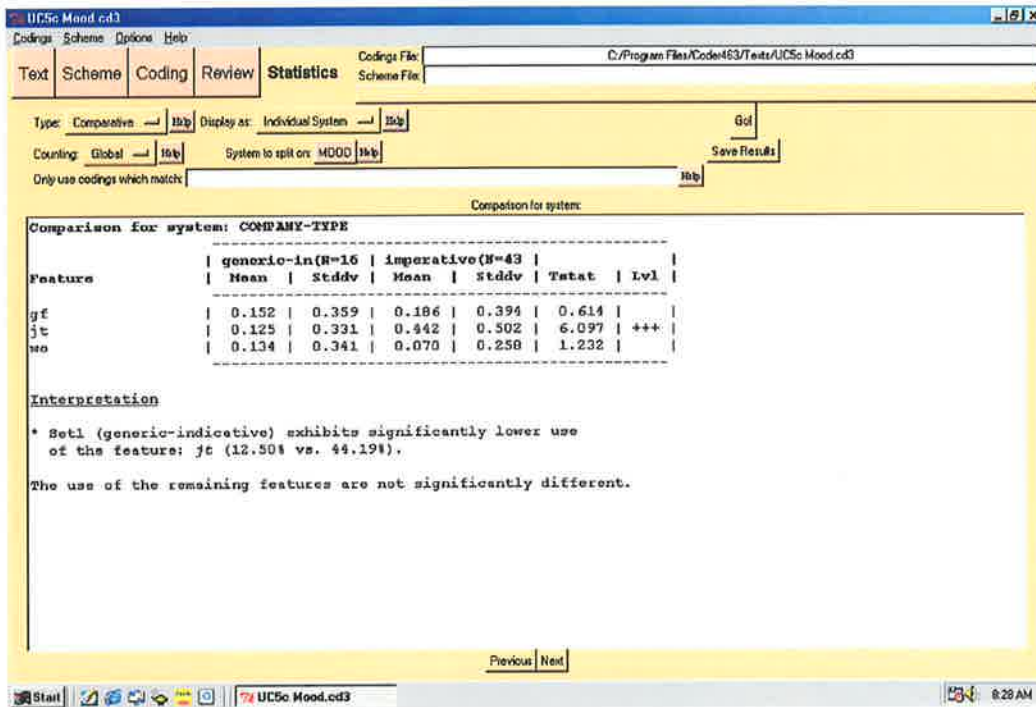 UC5c Mood.cd3
Codings Scheme Options Help
Text Scheme Coding Review Statistics
Codings File: C:/Program Files/Coder463/Texts/UC5c Mood.cd3
Scheme File:
Type: Comparative Help Display as: Individual System Help Go!
Counting: Global Help System to split on: MOOD Help Save Results
Only use codings which match: Help
Comparison for system:
Comparison for system: COMPANY-TYPE
| generic-in(N=16 | imperative(N=43 | |
Feature | Mean | Stddv | Mean | Stddv | Tstat | Lvl |
gf | 0.152 | 0.359 | 0.186 | 0.394 | 0.614 | |
jt | 0.125 | 0.331 | 0.442 | 0.502 | 6.097 | +++ |
wo | 0.134 | 0.341 | 0.070 | 0.258 | 1.232 | |
Interpretation
* Set1 (generic-indicative) exhibits significantly lower use
of the feature: jt (12.50% vs. 44.19%).
The use of the remaining features are not significantly different.
Previous Next
Start UC5c Mood.cd3 8:28 AM